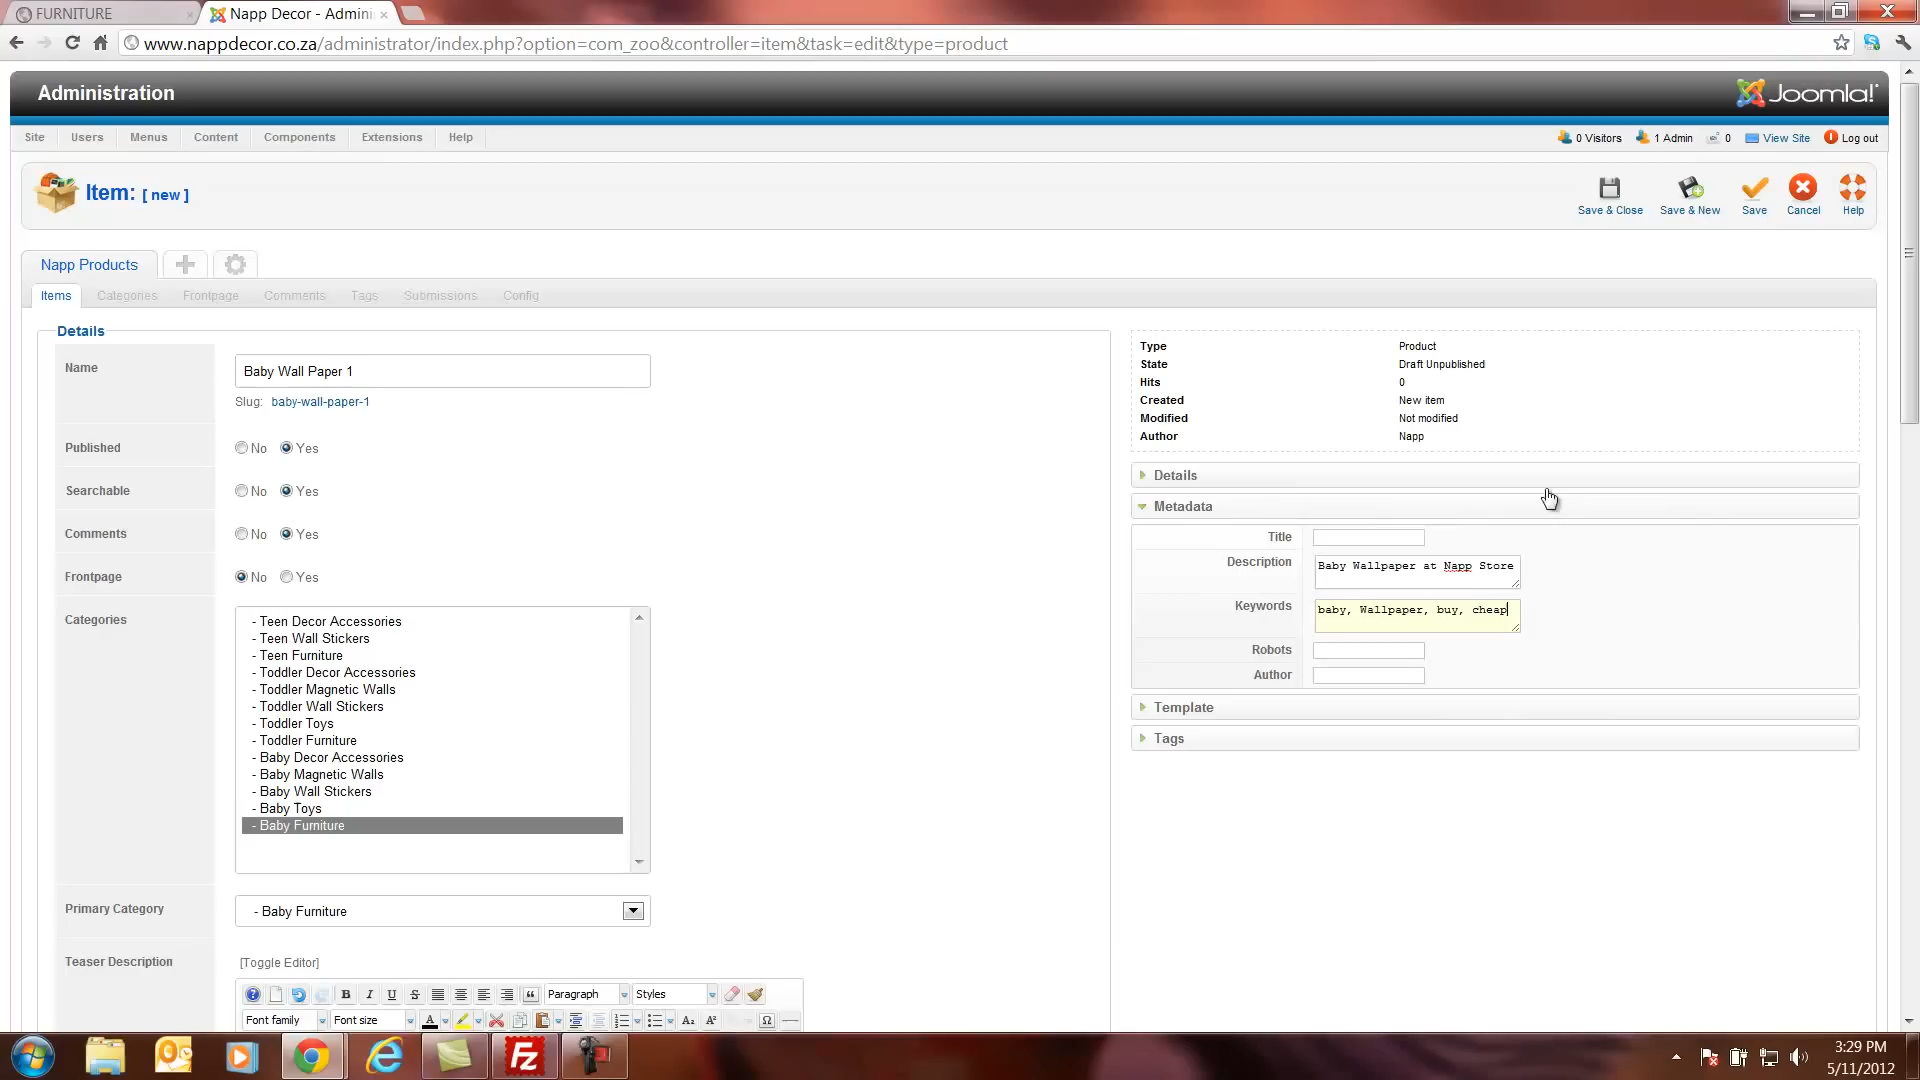 FURNITURE
Napp Decor - Admini
www.nappdecor.co.za/administrator/index.php?option=com_zoo&controller=item&task=edit&type=product
Administration
Joomla!
Site Users Menus Content Components Extensions Help
0 Visitors 1 Admin 0 View Site Log out
Item: [ new ]
Save & Close Save & New Save Cancel Help
Napp Products
Items Categories Frontpage Comments Tags Submissions Config
Details
Name
Baby Wall Paper 1
Slug: baby-wall-paper-1
Published No Yes
Searchable No Yes
Comments No Yes
Frontpage No Yes
Categories
- Teen Decor Accessories
- Teen Wall Stickers
- Teen Furniture
- Toddler Decor Accessories
- Toddler Magnetic Walls
- Toddler Wall Stickers
- Toddler Toys
- Toddler Furniture
- Baby Decor Accessories
- Baby Magnetic Walls
- Baby Wall Stickers
- Baby Toys
- Baby Furniture
Primary Category
- Baby Furniture
Teaser Description
[Toggle Editor]
Paragraph Styles
Font family Font size
Type Product
State Draft Unpublished
Hits 0
Created New item
Modified Not modified
Author Napp
Details
Metadata
Title
Description Baby Wallpaper at Napp Store
Keywords baby, Wallpaper, buy, cheap
Robots
Author
Template
Tags
3:29 PM
5/11/2012